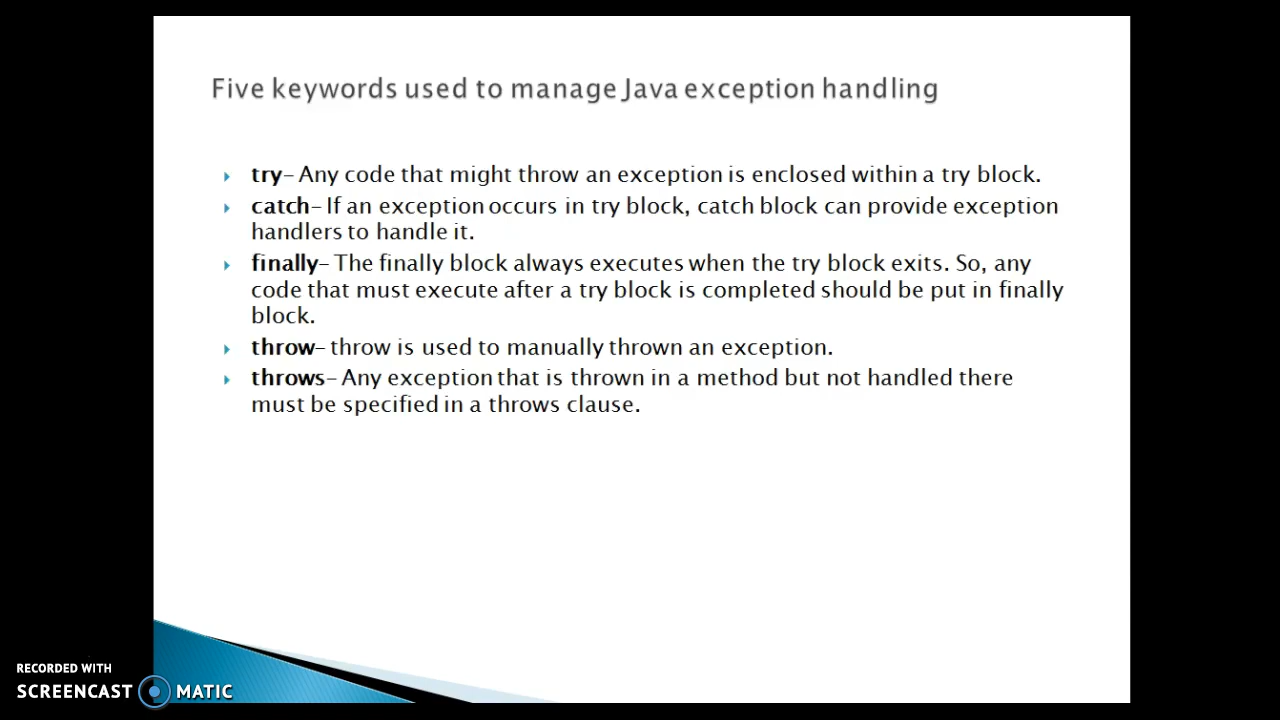 Five keywords used to manage Java exception handling
try- Any code that might throw an exception is enclosed within a try block.
catch- If an exception occurs in try block, catch block can provide exception
handlers to handle it.
finally- The finally block always executes when the try block exits. So, any
code that must execute after a try block is completed should be put in finally
block.
throw- throw is used to manually thrown an exception.
throws- Any exception that is thrown in a method but not handled there
must be specified in a throws clause.
RECORDED WITH
SCREENCAST MATIC